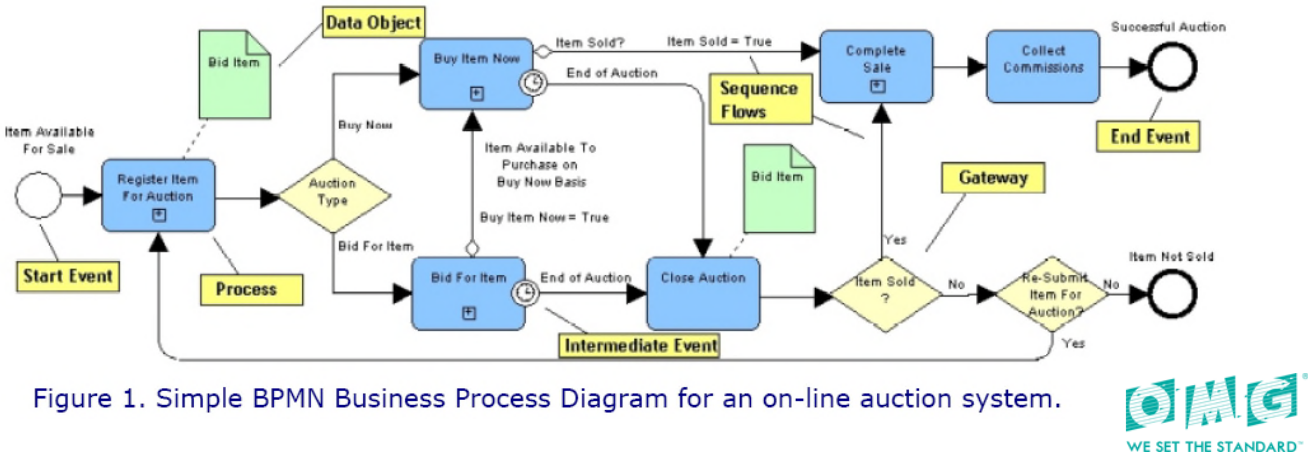 Data Object
Bid Item
Item Available
For Sale
Register Item
For Auction
Start Event
Process
Auction
Type
Buy Now
Bid For Item
Buy Item Now
Item Sold?
Item Sold = True
End of Auction
Item Available To
Purchase on
Buy Now Basis
Buy Item Now = True
Bid For Item
End of Auction
Intermediate Event
Close Auction
Bid Item
Sequence
Flows
Complete
Sale
Collect
Commissions
Successful Auction
End Event
Gateway
Yes
Item Sold
?
No
Re-Submit
Item For
Auction?
No
Yes
Item Not Sold
Figure 1. Simple BPMN Business Process Diagram for an on-line auction system.
OMG
®
WE SET THE STANDARD™